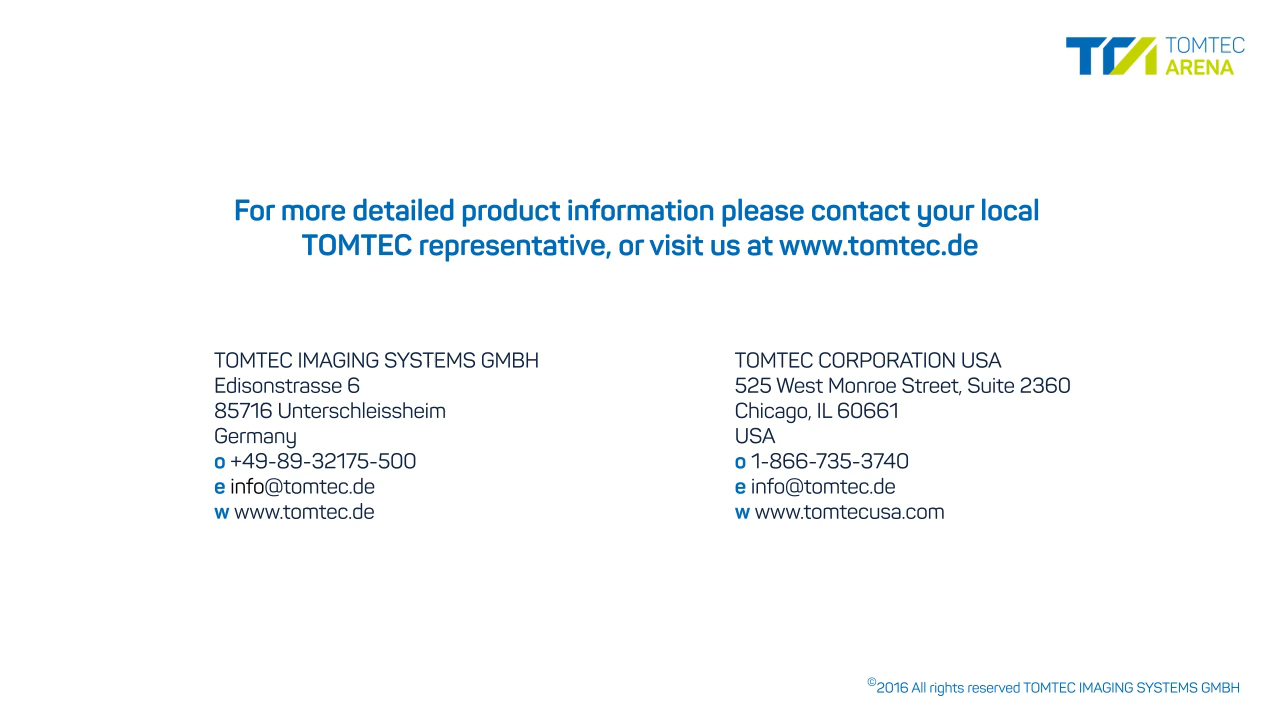 TOMTEC
ARENA
For more detailed product information please contact your local
TOMTEC representative, or visit us at www.tomtec.de
TOMTEC IMAGING SYSTEMS GMBH
Edisonstrasse 6
85716 Unterschleissheim
Germany
o +49-89-32175-500
e info@tomtec.de
w www.tomtec.de
TOMTEC CORPORATION USA
525 West Monroe Street, Suite 2360
Chicago, IL 60661
USA
o 1-866-735-3740
e info@tomtec.de
w www.tomtecusa.com
©2016 All rights reserved TOMTEC IMAGING SYSTEMS GMBH